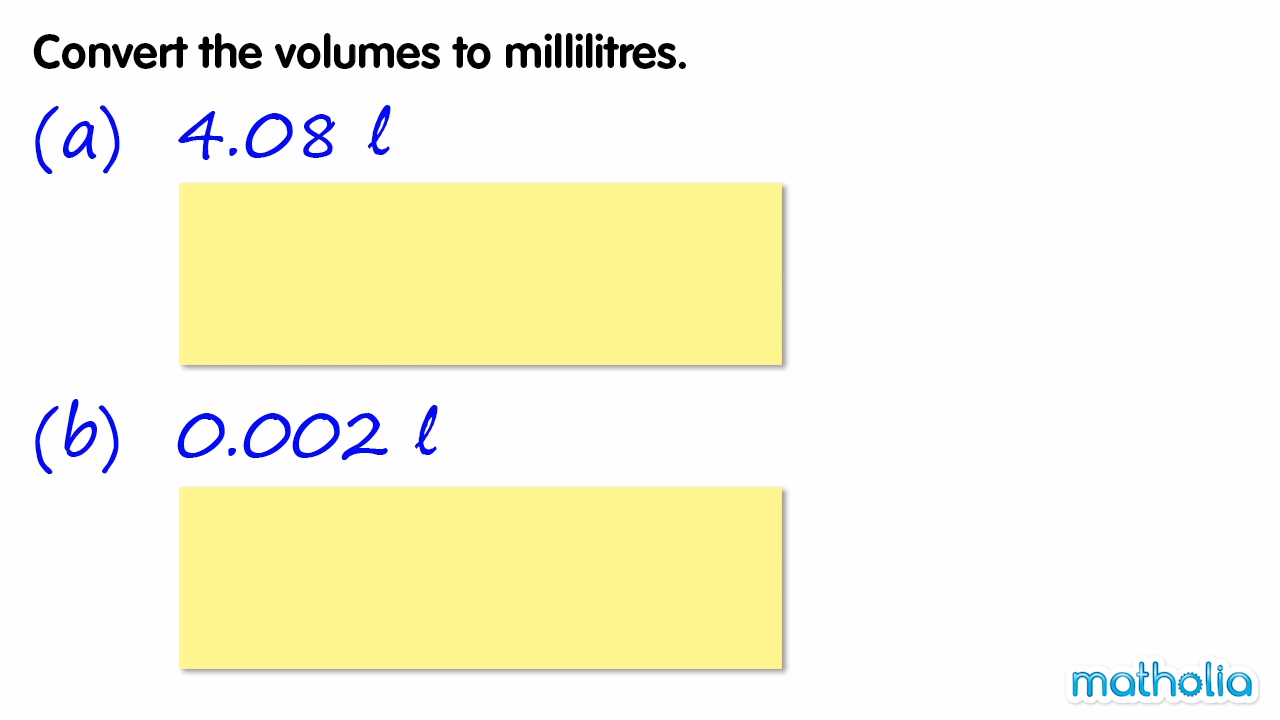 Convert the volumes to millilitres.
(a) 4.08 l
(b) 0.002 l
matholia